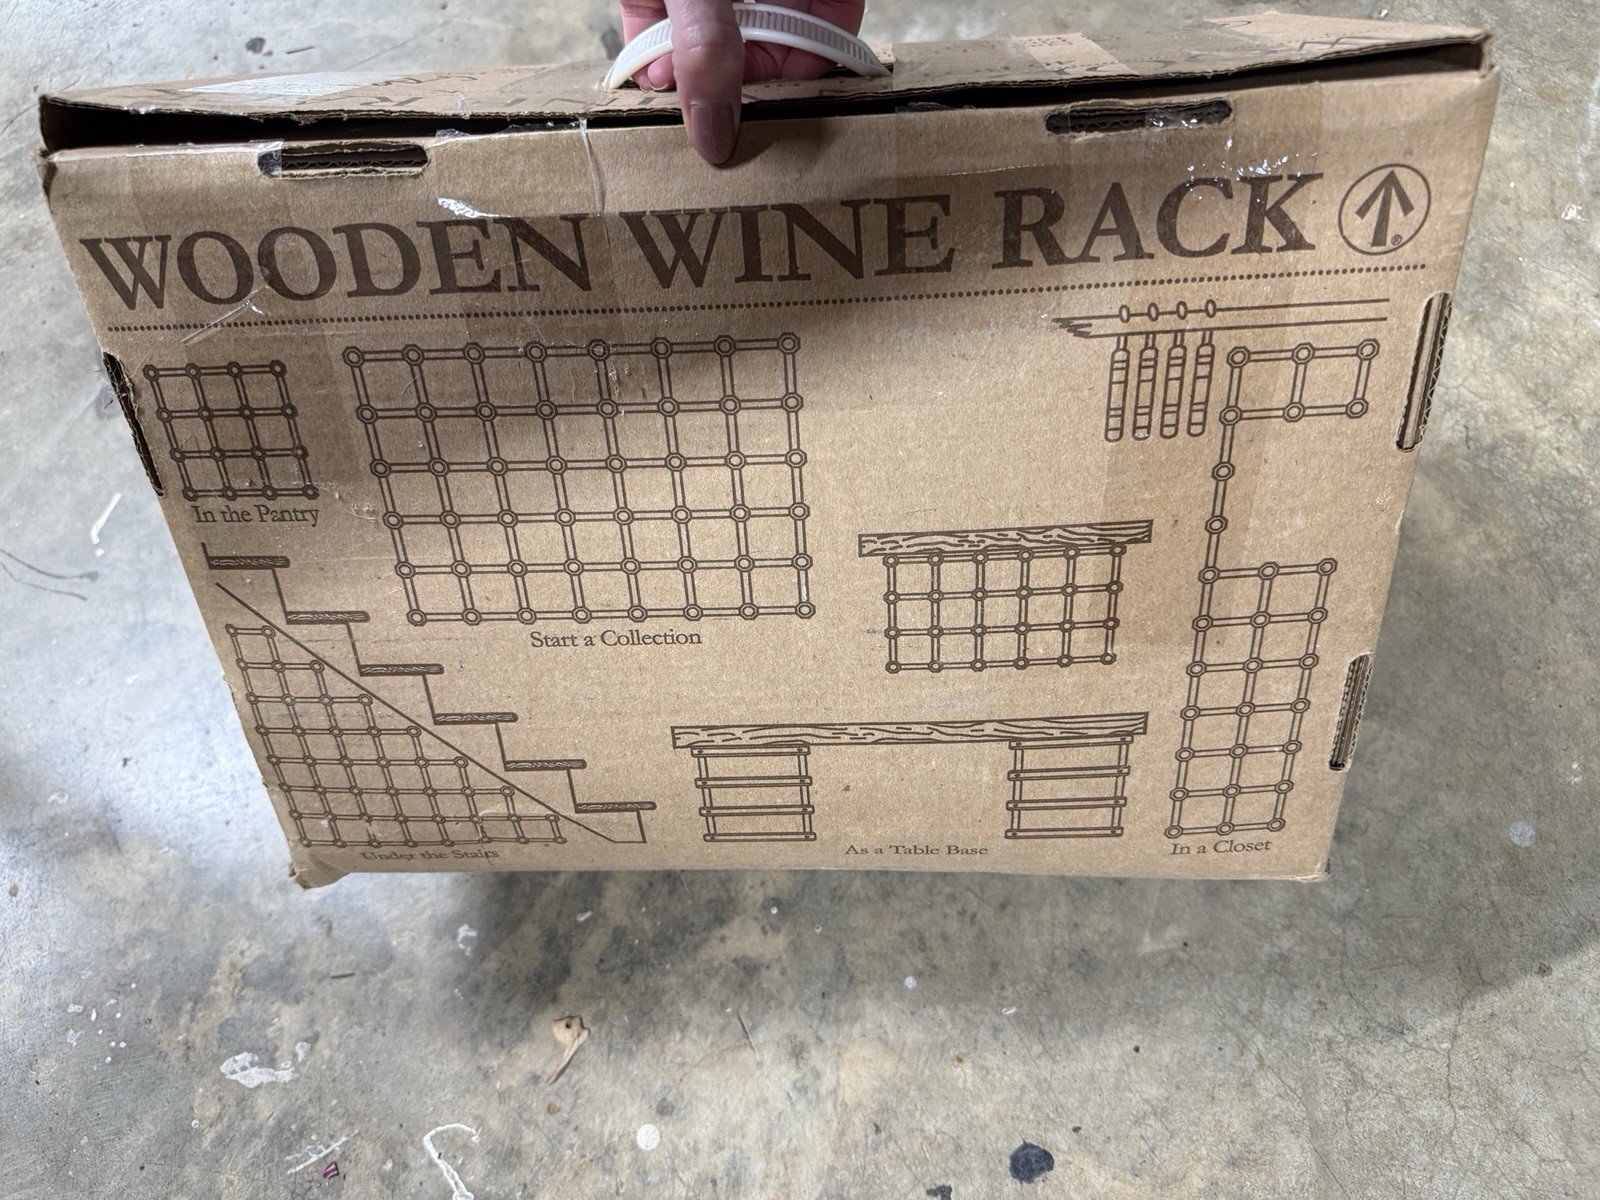 WOODEN WINE RACK
®
In the Pantry
Start a Collection
Under the Stairs
As a Table Base
In a Closet